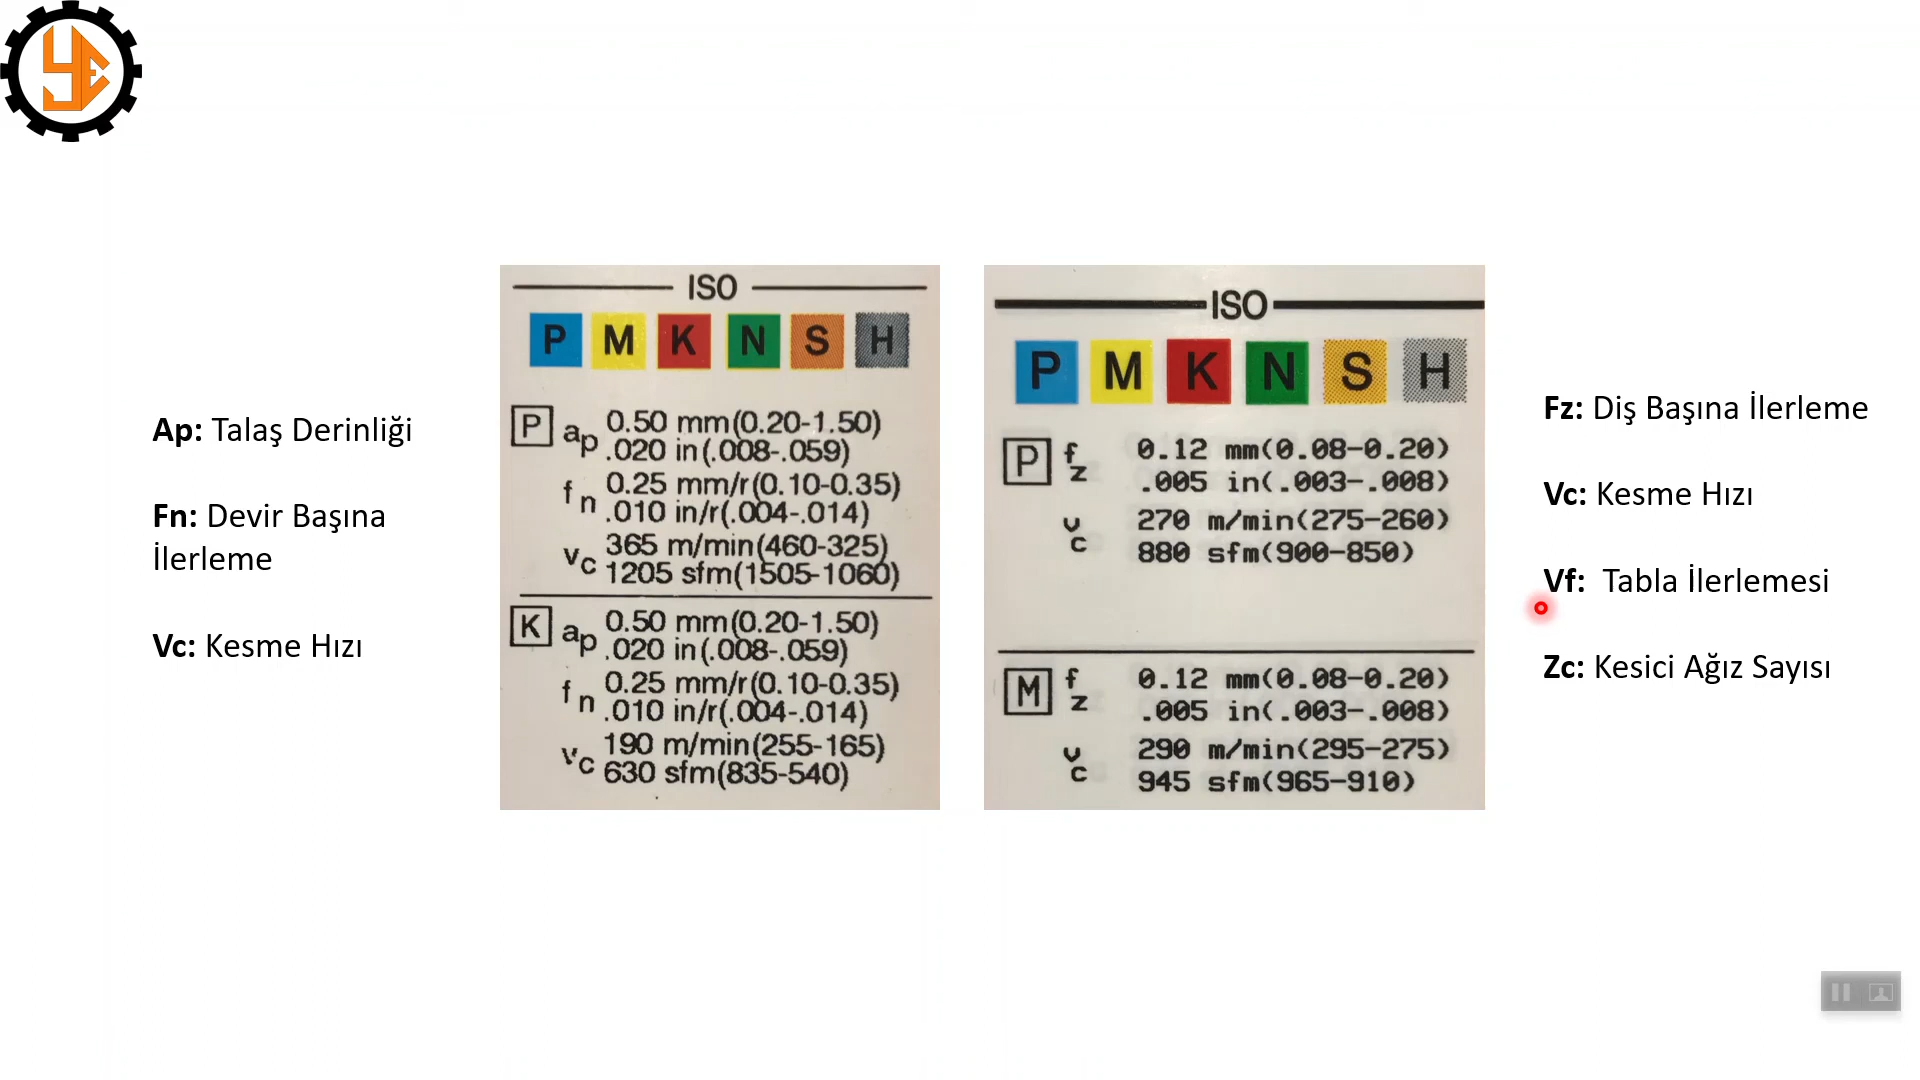 YE
Ap: Talaş Derinliği
Fn: Devir Başına
İlerleme
Vc: Kesme Hızı
ISO
P M K N S H
P ap 0.50 mm(0.20-1.50)
.020 in(.008-.059)
fn 0.25 mm/r(0.10-0.35)
.010 in/r(.004-.014)
vc 365 m/min(460-325)
1205 sfm(1505-1060)
K ap 0.50 mm(0.20-1.50)
.020 in(.008-.059)
fn 0.25 mm/r(0.10-0.35)
.010 in/r(.004-.014)
vc 190 m/min(255-165)
630 sfm(835-540)
ISO
P M K N S H
P fz 0.12 mm(0.08-0.20)
.005 in(.003-.008)
vc 270 m/min(275-260)
880 sfm(900-850)
M fz 0.12 mm(0.08-0.20)
.005 in(.003-.008)
vc 290 m/min(295-275)
945 sfm(965-910)
Fz: Diş Başına İlerleme
Vc: Kesme Hızı
Vf: Tabla İlerlemesi
Zc: Kesici Ağız Sayısı